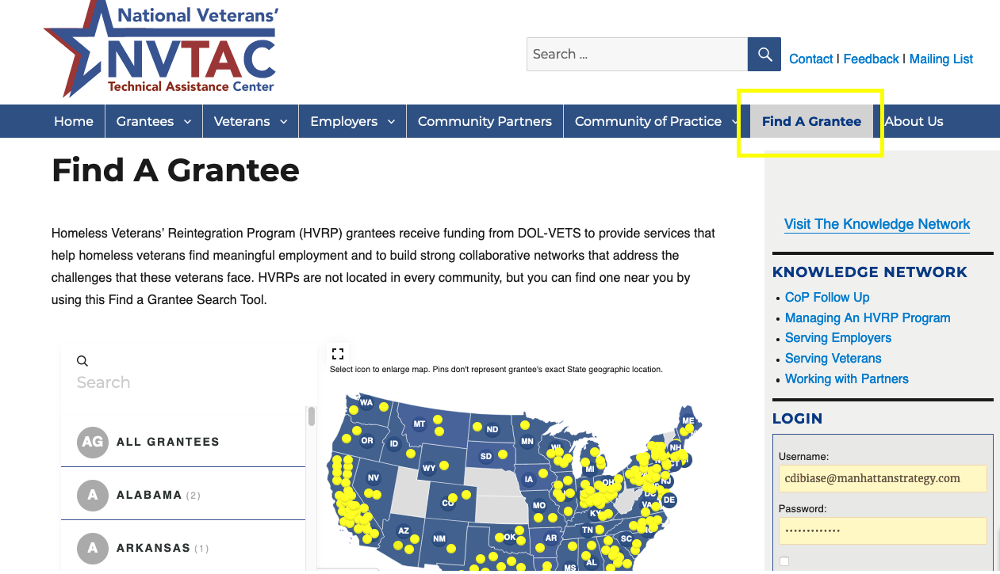 National Veterans’
NVTAC
Technical Assistance Center
Search ...
Contact | Feedback | Mailing List
Home
Grantees
Veterans
Employers
Community Partners
Community of Practice
Find A Grantee
About Us
Find A Grantee
Homeless Veterans’ Reintegration Program (HVRP) grantees receive funding from DOL-VETS to provide services that
help homeless veterans find meaningful employment and to build strong collaborative networks that address the
challenges that these veterans face. HVRPs are not located in every community, but you can find one near you by
using this Find a Grantee Search Tool.
Search
AG ALL GRANTEES
A ALABAMA (2)
A ARKANSAS (1)
Select icon to enlarge map. Pins don't represent grantee's exact State geographic location.
WA
MT
ND
ME
OR
ID
MN
NH
SD
WI
WY
MI
CT
NV
IA
OH
NJ
CO
MO
DE
VA
KY
AZ
NM
OK
AR
TN
SC
MS
AL
Visit The Knowledge Network
KNOWLEDGE NETWORK
• CoP Follow Up
• Managing An HVRP Program
• Serving Employers
• Serving Veterans
• Working with Partners
LOGIN
Username:
cdibiase@manhattanstrategy.com
Password:
•••••••••••••